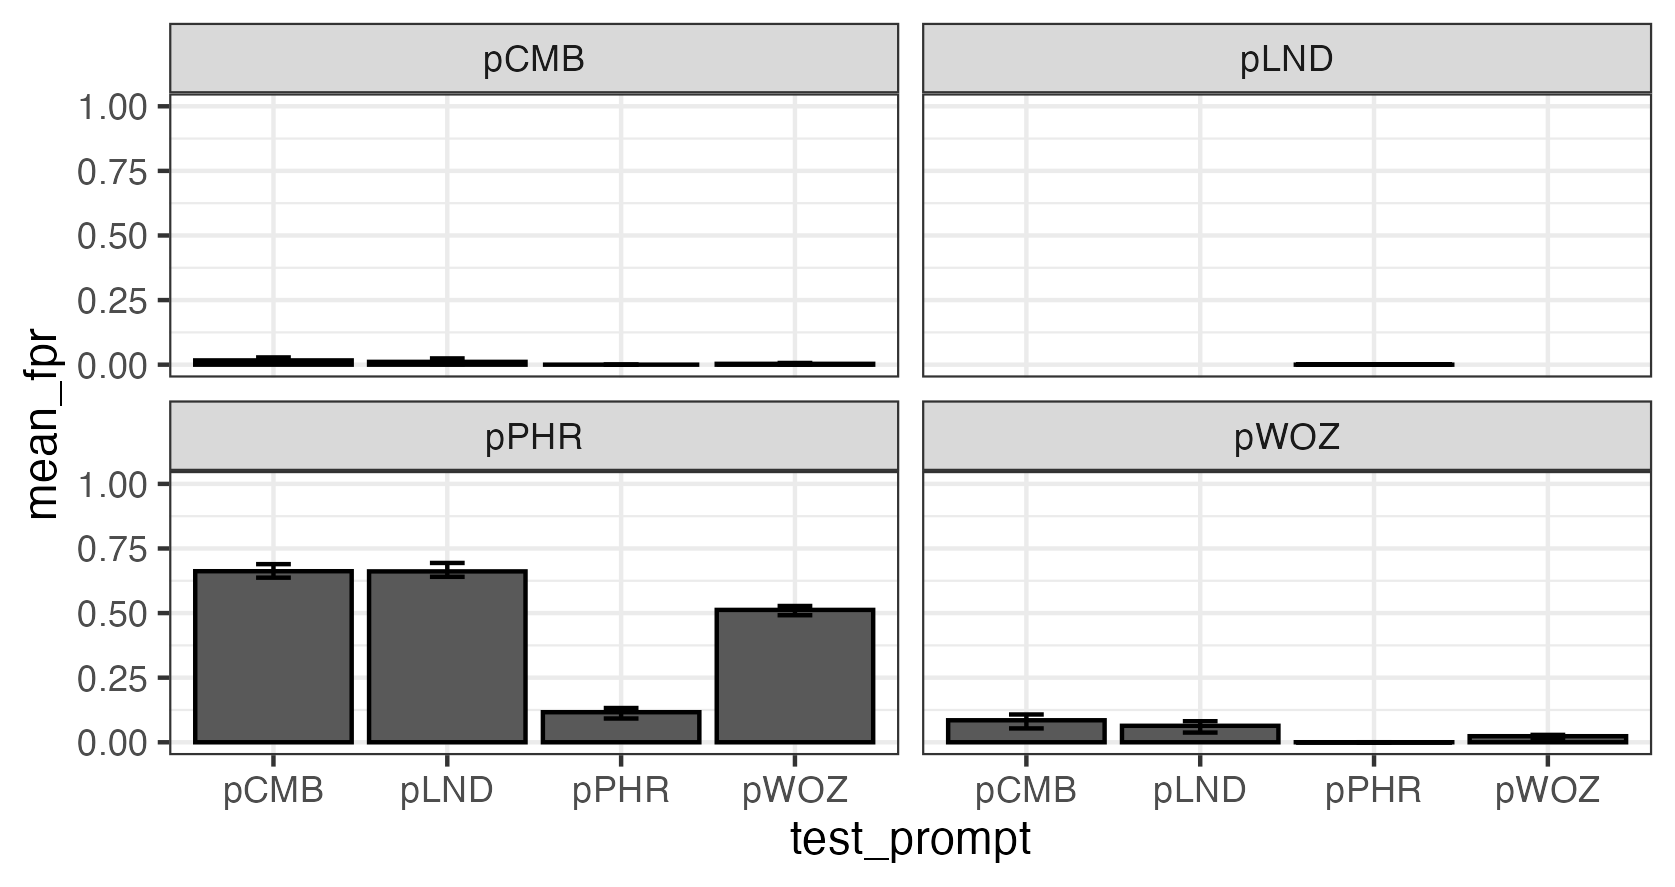 pCMB
pLND
1.00
0.75
0.50
0.25
0.00
pPHR
pWOZ
1.00
0.75
0.50
0.25
0.00
mean_fpr
pCMB pLND pPHR pWOZ pCMB pLND pPHR pWOZ
test_prompt